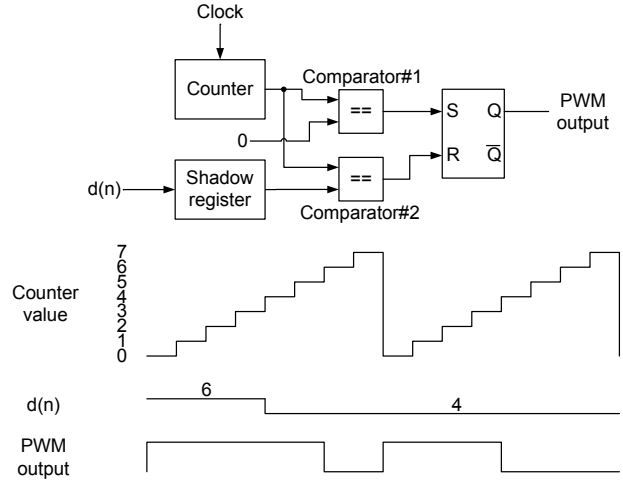 Clock
Counter
Comparator#1
==
0
S Q
R Q̅
PWM
output
d(n)
Shadow
register
==
Comparator#2
Counter
value
7
6
5
4
3
2
1
0
d(n)
6
4
PWM
output